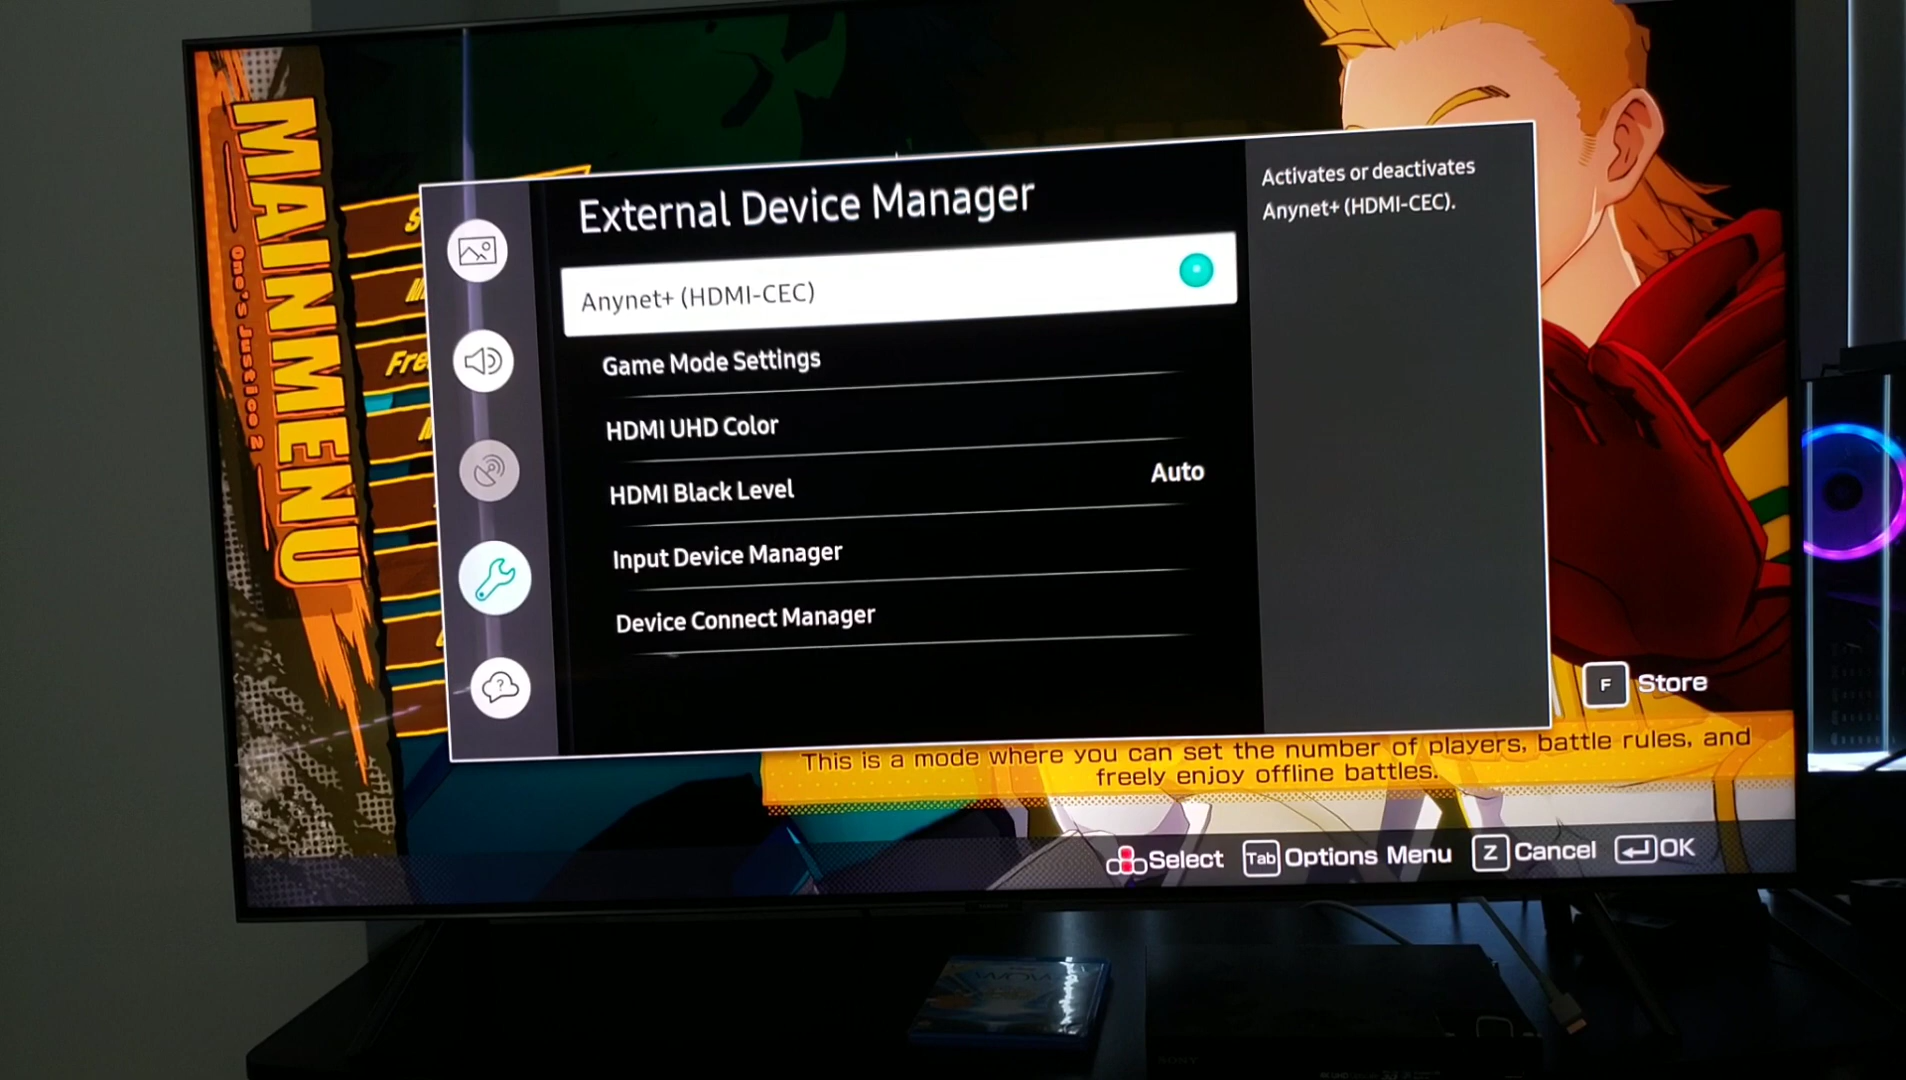 MAINMENU
One's Justice 2
Fre
External Device Manager
Anynet+ (HDMI-CEC)
Game Mode Settings
HDMI UHD Color
HDMI Black Level
Auto
Input Device Manager
Device Connect Manager
Activates or deactivates
Anynet+ (HDMI-CEC).
F Store
This is a mode where you can set the number of players, battle rules, and
freely enjoy offline battles.
Select Tab Options Menu Z Cancel OK
SONY